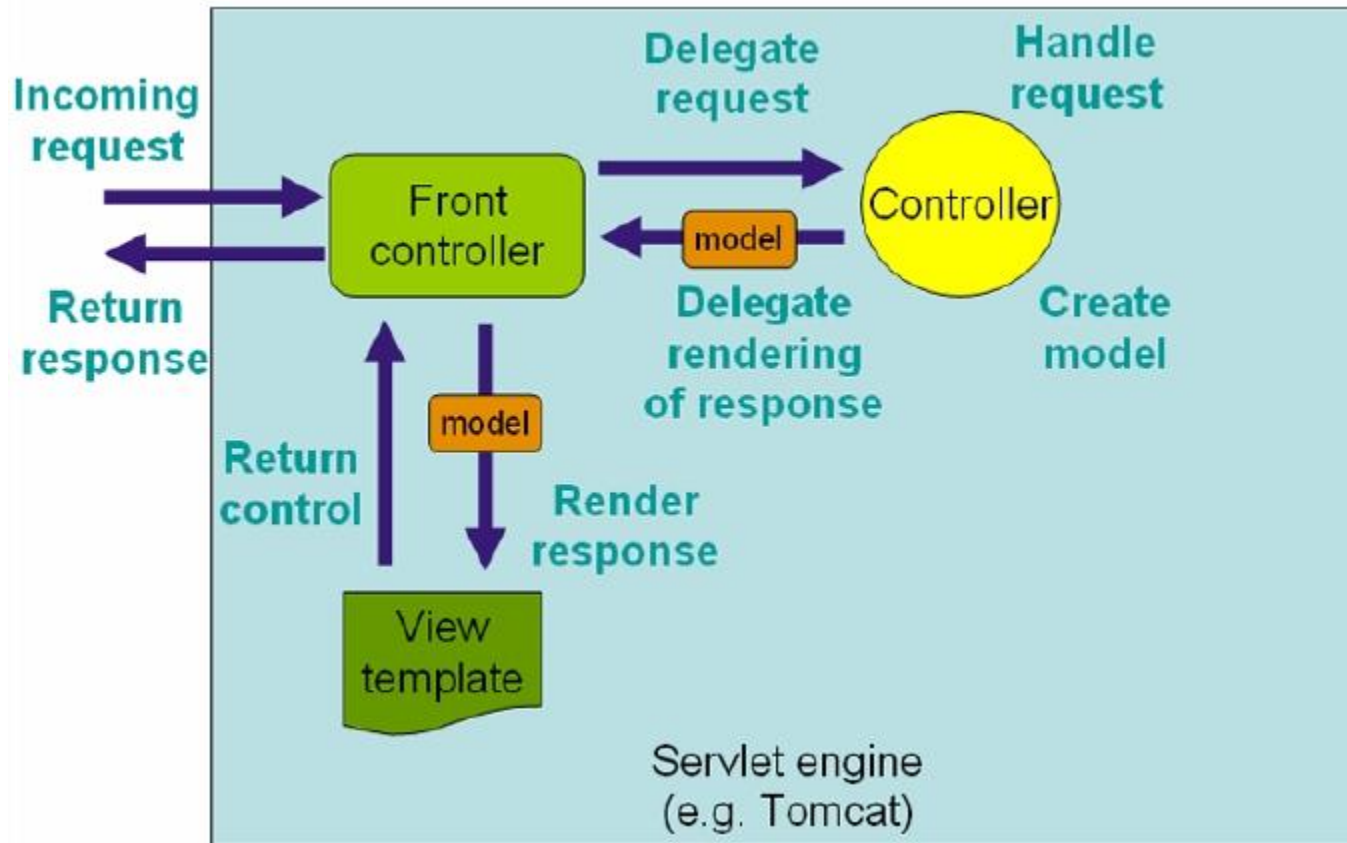 Incoming
request
Return
response
Front
controller
Delegate
request
Handle
request
Controller
model
Delegate
rendering
of response
Create
model
model
Return
control
Render
response
View
template
Servlet engine
(e.g. Tomcat)